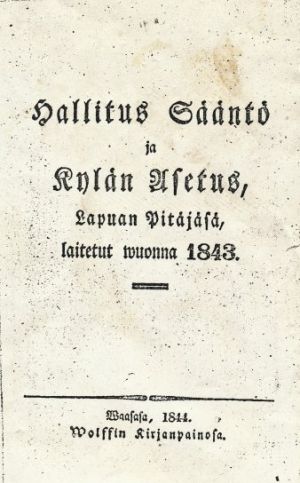 Hallitus Sääntö
ja
Kylän Asetus,
Lapuan Pitäjäsä,
laitetut wuonna 1843.
Waasasa, 1844.
Wolffin Kirjanpainosa.